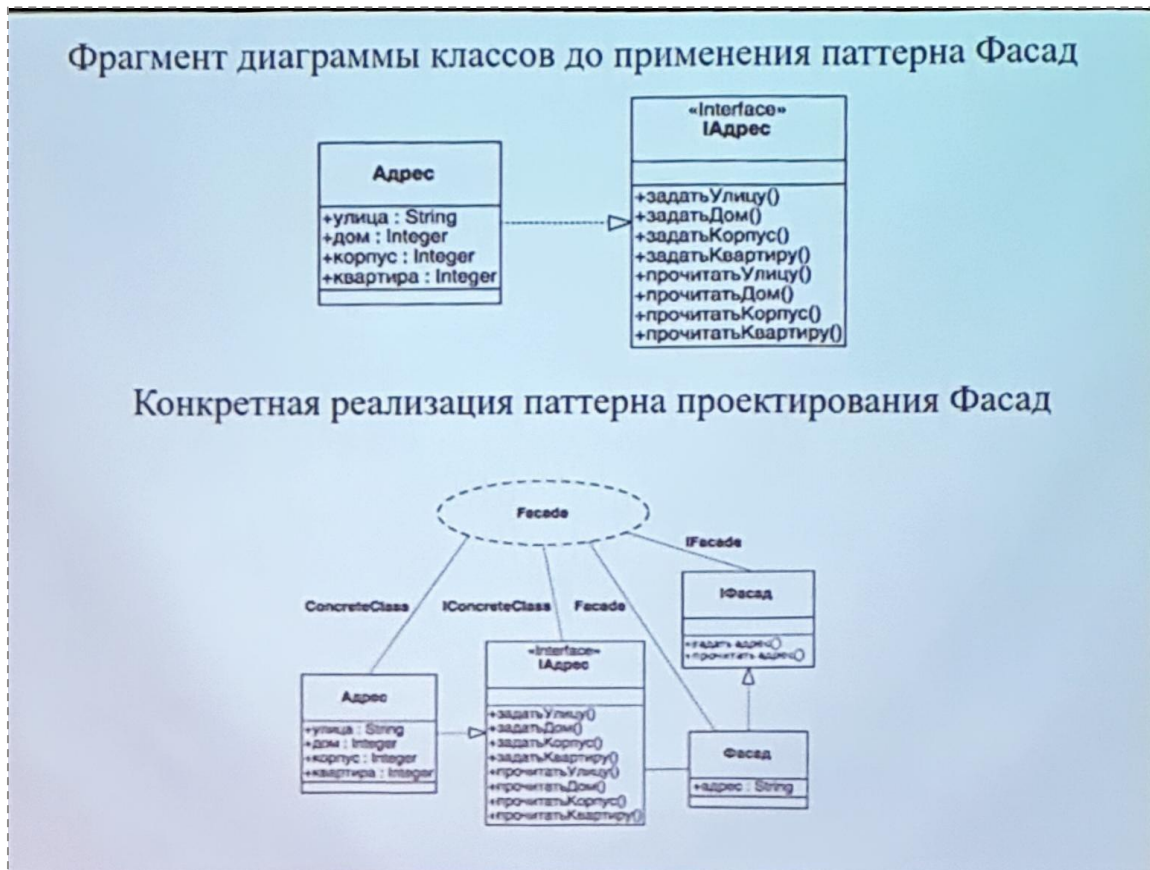 Фрагмент диаграммы классов до применения паттерна Фасад
«Interface»
IАдрес
Адрес
+улица : String
+дом : Integer
+корпус : Integer
+квартира : Integer
+задатьУлицу()
+задатьДом()
+задатьКорпус()
+задатьКвартиру()
+прочитатьУлицу()
+прочитатьДом()
+прочитатьКорпус()
+прочитатьКвартиру()
Конкретная реализация паттерна проектирования Фасад
Facade
IFacade
ConcreteClass
IConcreteClass
Facade
IФасад
+задать адрес()
+прочитать адрес()
«Interface»
IАдрес
Адрес
+улица : String
+дом : Integer
+корпус : Integer
+квартира : Integer
+задатьУлицу()
+задатьДом()
+задатьКорпус()
+задатьКвартиру()
+прочитатьУлицу()
+прочитатьДом()
+прочитатьКорпус()
+прочитатьКвартиру()
Фасад
+адрес : String